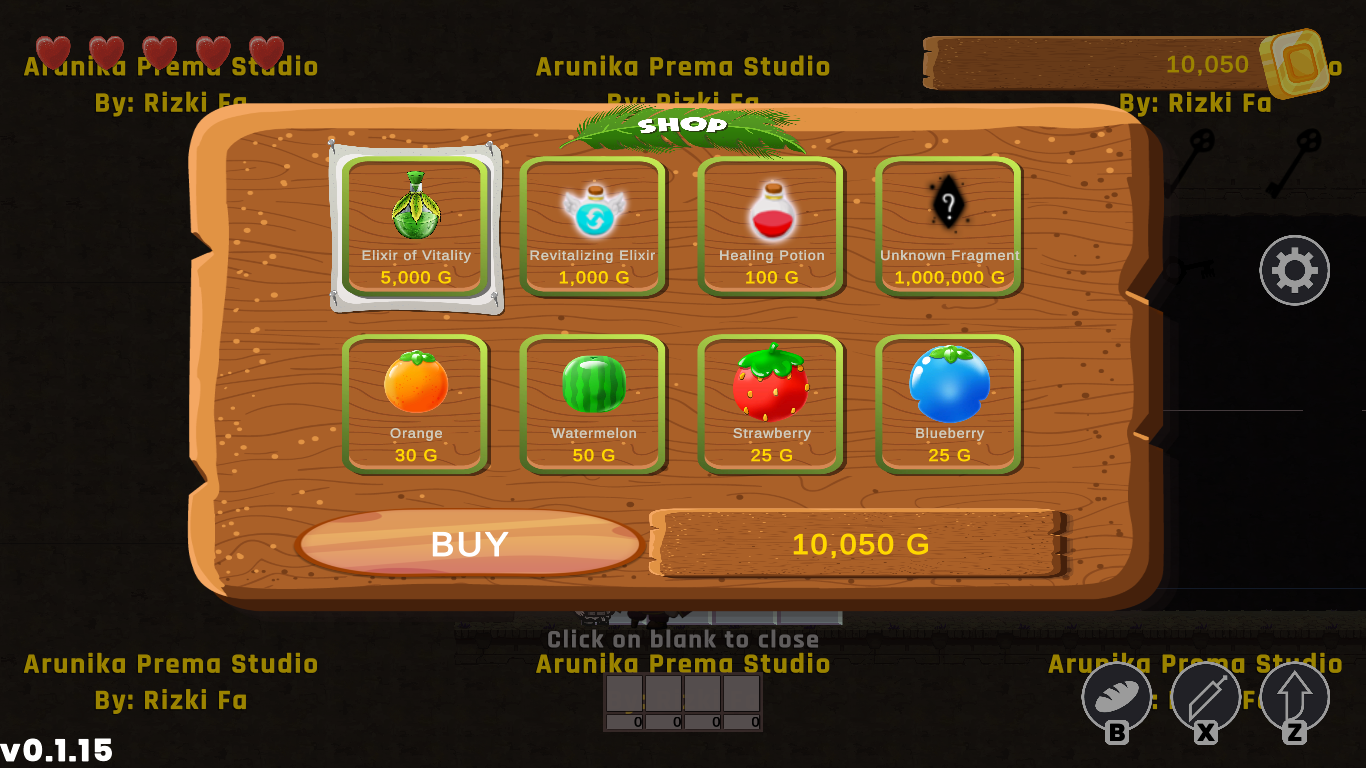 Arunika Prema Studio
By: Rizki Fa
Arunika Prema Studio
By: Rizki Fa
10,050
o
By: Rizki Fa
SHOP
Elixir of Vitality
5,000 G
Revitalizing Elixir
1,000 G
Healing Potion
100 G
?
Unknown Fragment
1,000,000 G
Orange
30 G
Watermelon
50 G
Strawberry
25 G
Blueberry
25 G
BUY
10,050 G
Click on blank to close
Arunika Prema Studio
By: Rizki Fa
Arunika Prema Studio
Arunika Prema Studio
0
0
0
0
B
X
Z
v0.1.15